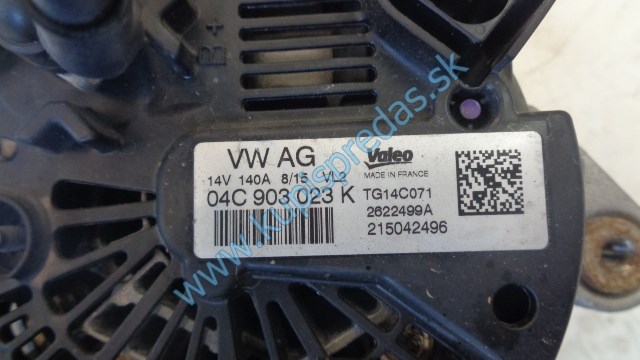 B+
VW AG
Valeo
14V 140A 8/15 VL2
MADE IN FRANCE
04C 903 023 K
TG14C071
2622499A
215042496
www.kupspredas.sk